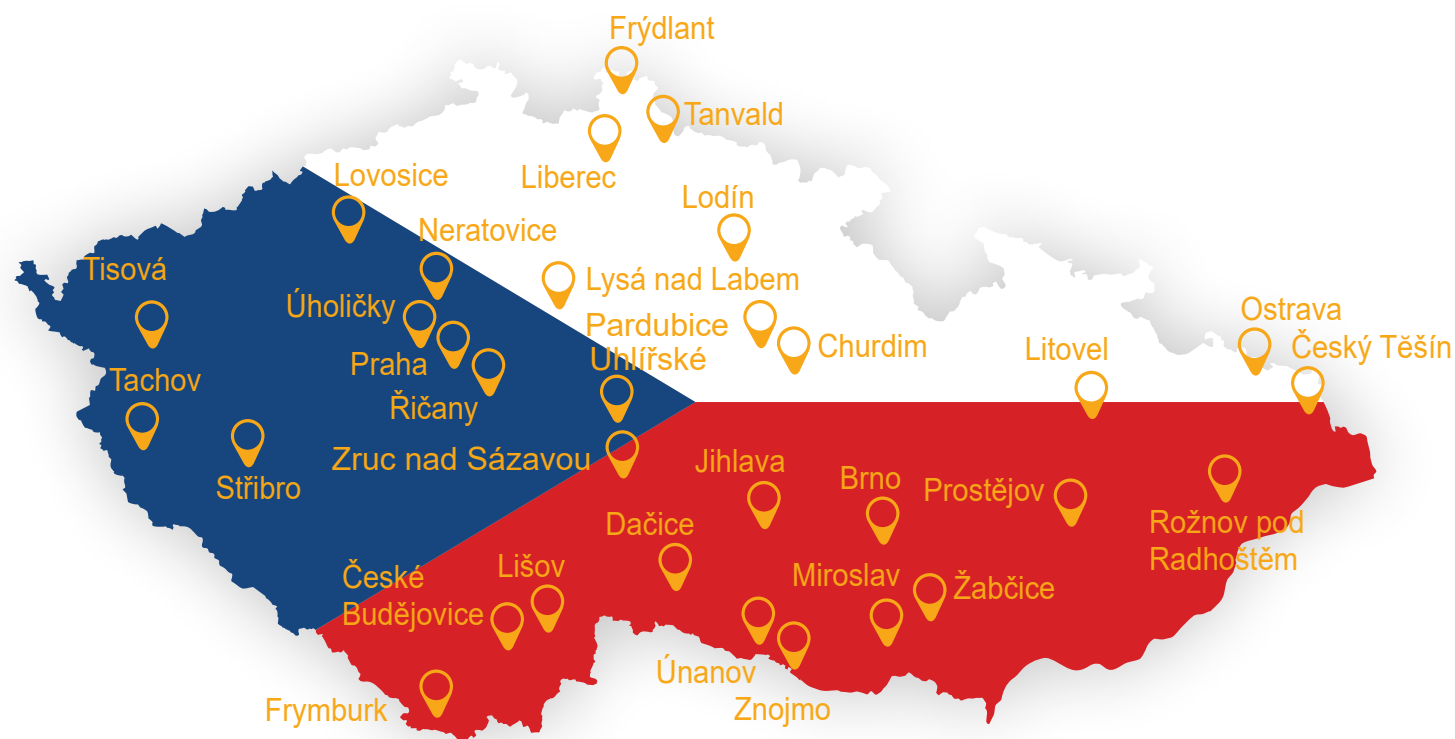 Frýdlant
Tanvald
Liberec
Lovosice
Lodín
Neratovice
Tisová
Lysá nad Labem
Úholičky
Pardubice
Ostrava
Churdim
Litovel
Český Těšín
Uhlířské
Praha
Tachov
Řičany
Zruc nad Sázavou
Jihlava
Střibro
Brno
Prostějov
Dačice
Rožnov pod
Radhoštěm
Lišov
České
Budějovice
Miroslav
Žabčice
Únanov
Znojmo
Frymburk